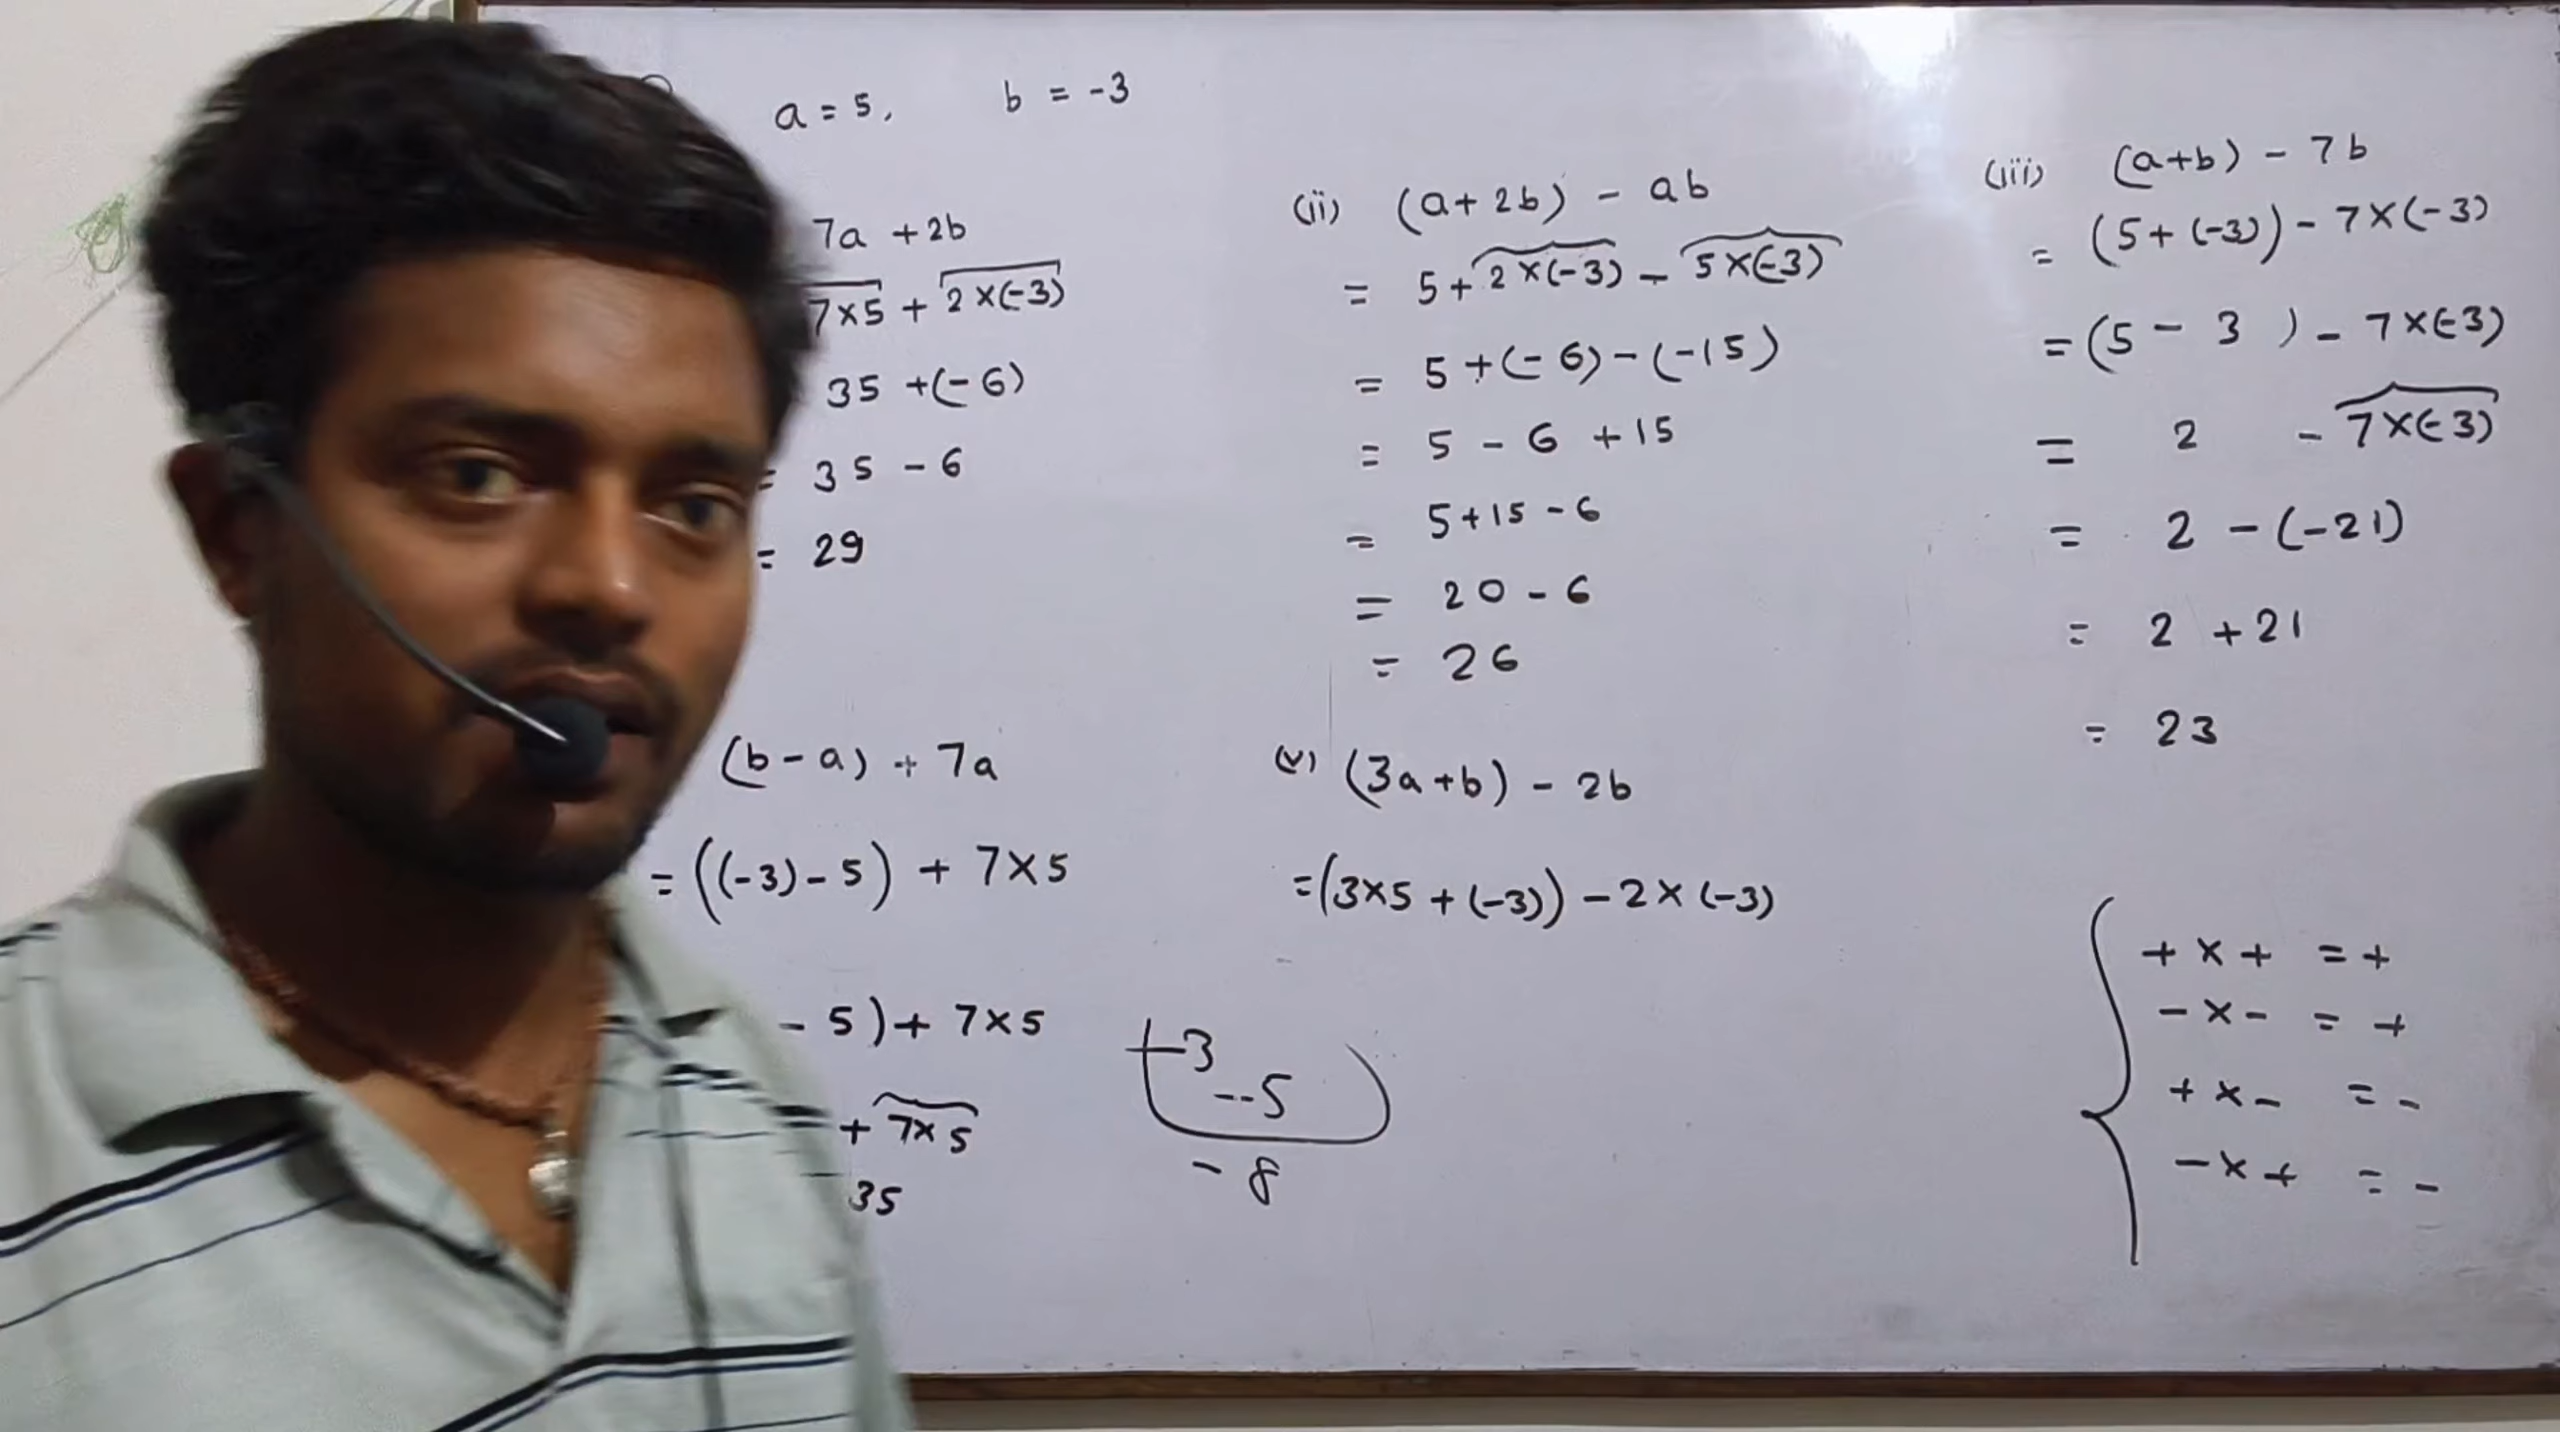 a = 5, b = -3
7a + 2b
7×5 + 2×(-3)
35 +(-6)
= 35 - 6
= 29
(ii) (a+2b) - ab
= 5+2×(-3) - 5×(-3)
= 5+(-6)-(-15)
= 5 - 6 +15
= 5+15-6
= 20-6
= 26
(iii) (a+b) - 7b
= (5+(-3)) - 7×(-3)
= (5 - 3) - 7×(-3)
= 2 - 7×(-3)
= 2 -(-21)
= 2 +21
= 23
(b-a) + 7a
= ((-3)-5) + 7×5
- 5)+ 7×5
+ 7×5
35
-3
-5
-8
(v) (3a+b) - 2b
=(3×5 + (-3)) - 2×(-3)
+ × + = +
- × - = +
+ × - = -
- × + = -